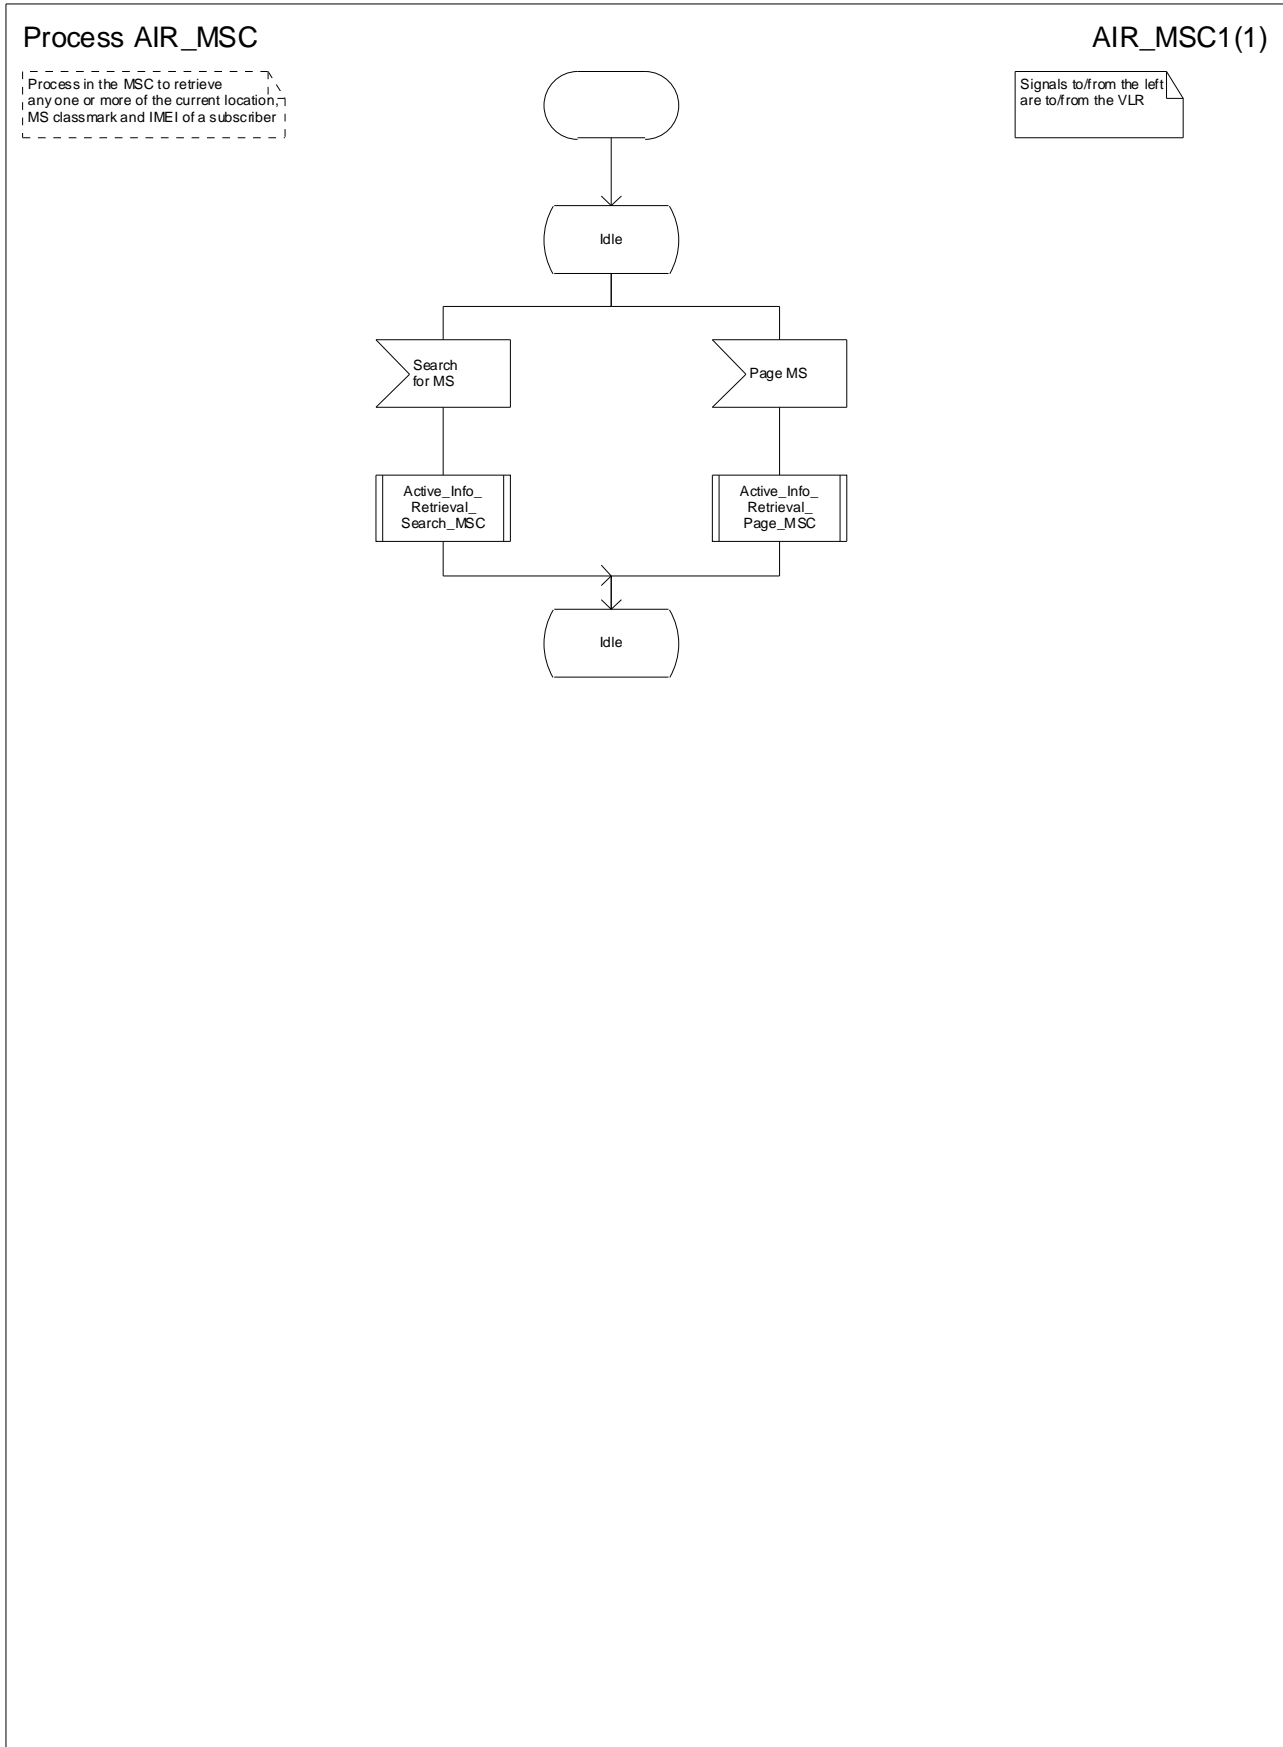 Process AIR_MSC
AIR_MSC1(1)
Process in the MSC to retrieve
any one or more of the current location,
MS classmark and IMEI of a subscriber
Signals to/from the left
are to/from the VLR
Idle
Search
for MS
Page MS
Active_Info_
Retrieval_
Search_MSC
Active_Info_
Retrieval_
Page_MSC
Idle